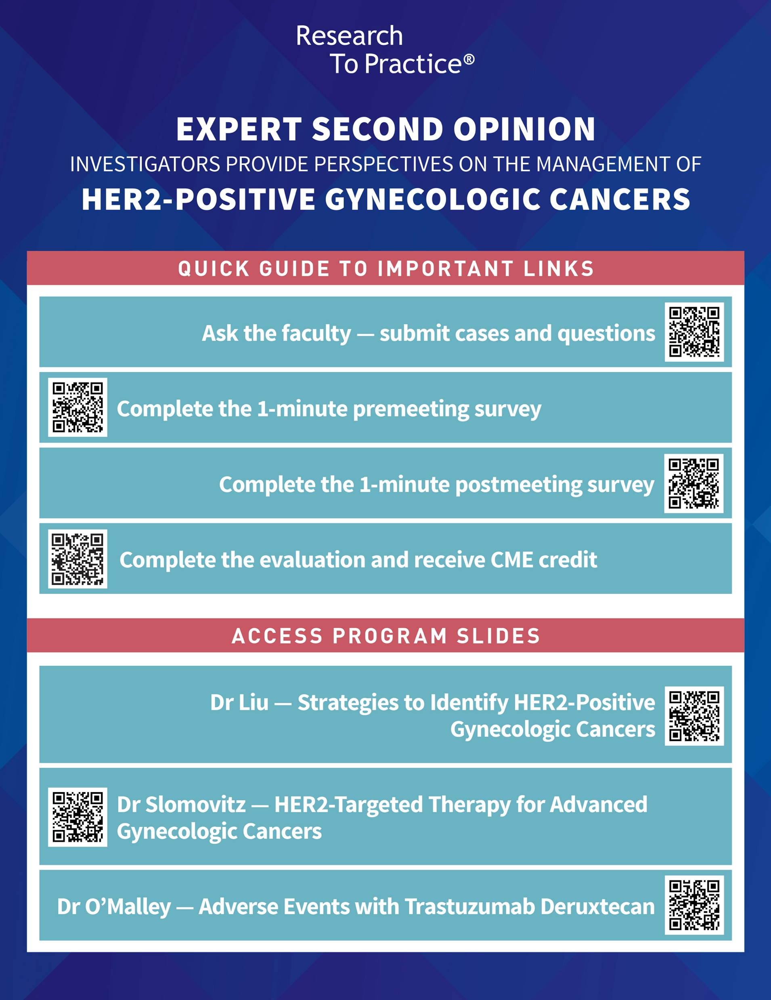 Research
To Practice®
EXPERT SECOND OPINION
INVESTIGATORS PROVIDE PERSPECTIVES ON THE MANAGEMENT OF
HER2-POSITIVE GYNECOLOGIC CANCERS
QUICK GUIDE TO IMPORTANT LINKS
Ask the faculty — submit cases and questions
Complete the 1-minute premeeting survey
Complete the 1-minute postmeeting survey
Complete the evaluation and receive CME credit
ACCESS PROGRAM SLIDES
Dr Liu — Strategies to Identify HER2-Positive
Gynecologic Cancers
Dr Slomovitz — HER2-Targeted Therapy for Advanced
Gynecologic Cancers
Dr O’Malley — Adverse Events with Trastuzumab Deruxtecan